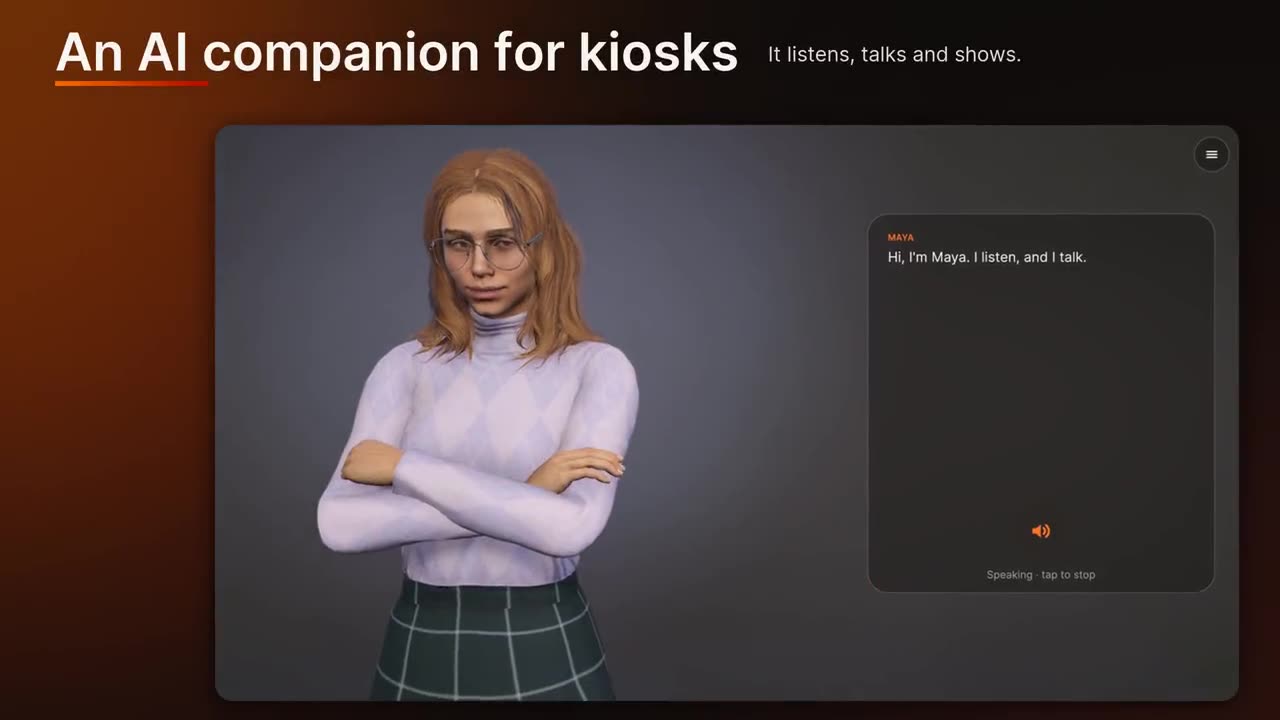 An AI companion for kiosks
It listens, talks and shows.
MAYA
Hi, I'm Maya. I listen, and I talk.
Speaking · tap to stop